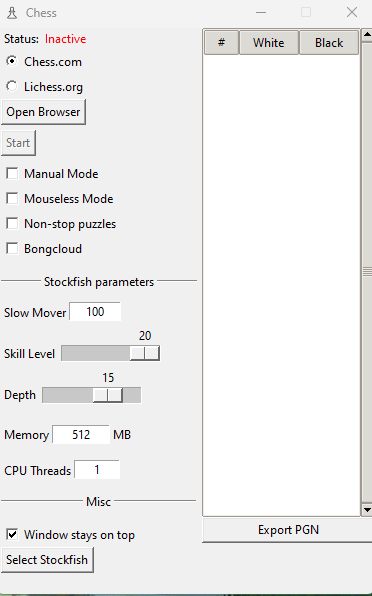 Chess
Status: Inactive
Chess.com
Lichess.org
Open Browser
Start
Manual Mode
Mouseless Mode
Non-stop puzzles
Bongcloud
Stockfish parameters
Slow Mover 100
20
Skill Level
15
Depth
Memory 512 MB
CPU Threads 1
Misc
Window stays on top
Select Stockfish
# White Black
Export PGN